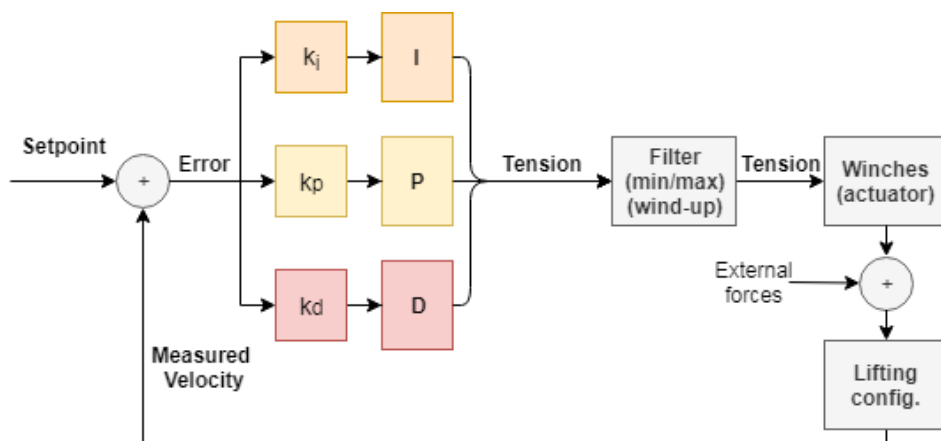 Setpoint
+
Error
kᵢ
I
kp
P
kd
D
Tension
Filter
(min/max)
(wind-up)
Tension
Winches
(actuator)
External
forces
+
Measured
Velocity
Lifting
config.